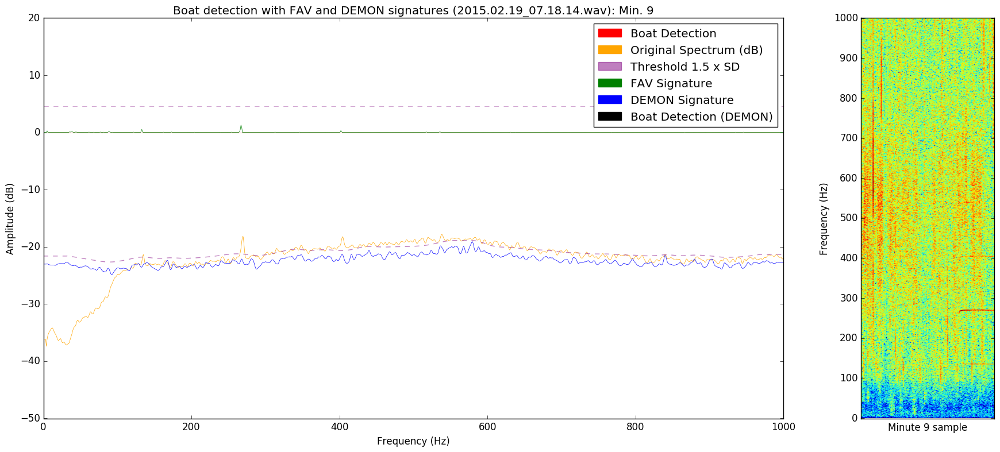 Boat detection with FAV and DEMON signatures (2015.02.19_07.18.14.wav): Min. 9
20
10
0
−10
−20
−30
−40
−50
Amplitude (dB)
0
200
400
600
800
1000
Frequency (Hz)
Boat Detection
Original Spectrum (dB)
Threshold 1.5 x SD
FAV Signature
DEMON Signature
Boat Detection (DEMON)
1000
900
800
700
600
500
400
300
200
100
0
Frequency (Hz)
Minute 9 sample